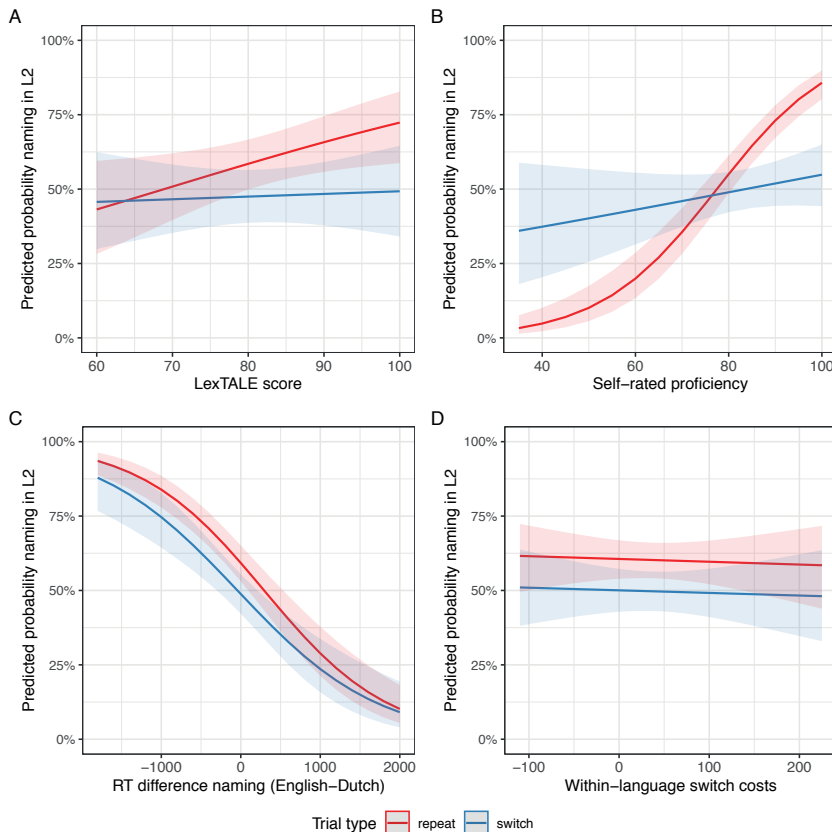 A
Predicted probability naming in L2
100%
75%
50%
25%
0%
60 70 80 90 100
LexTALE score
B
Predicted probability naming in L2
100%
75%
50%
25%
0%
40 60 80 100
Self−rated proficiency
C
Predicted probability naming in L2
100%
75%
50%
25%
0%
−1000 0 1000 2000
RT difference naming (English−Dutch)
D
Predicted probability naming in L2
100%
75%
50%
25%
0%
−100 0 100 200
Within−language switch costs
Trial type repeat switch